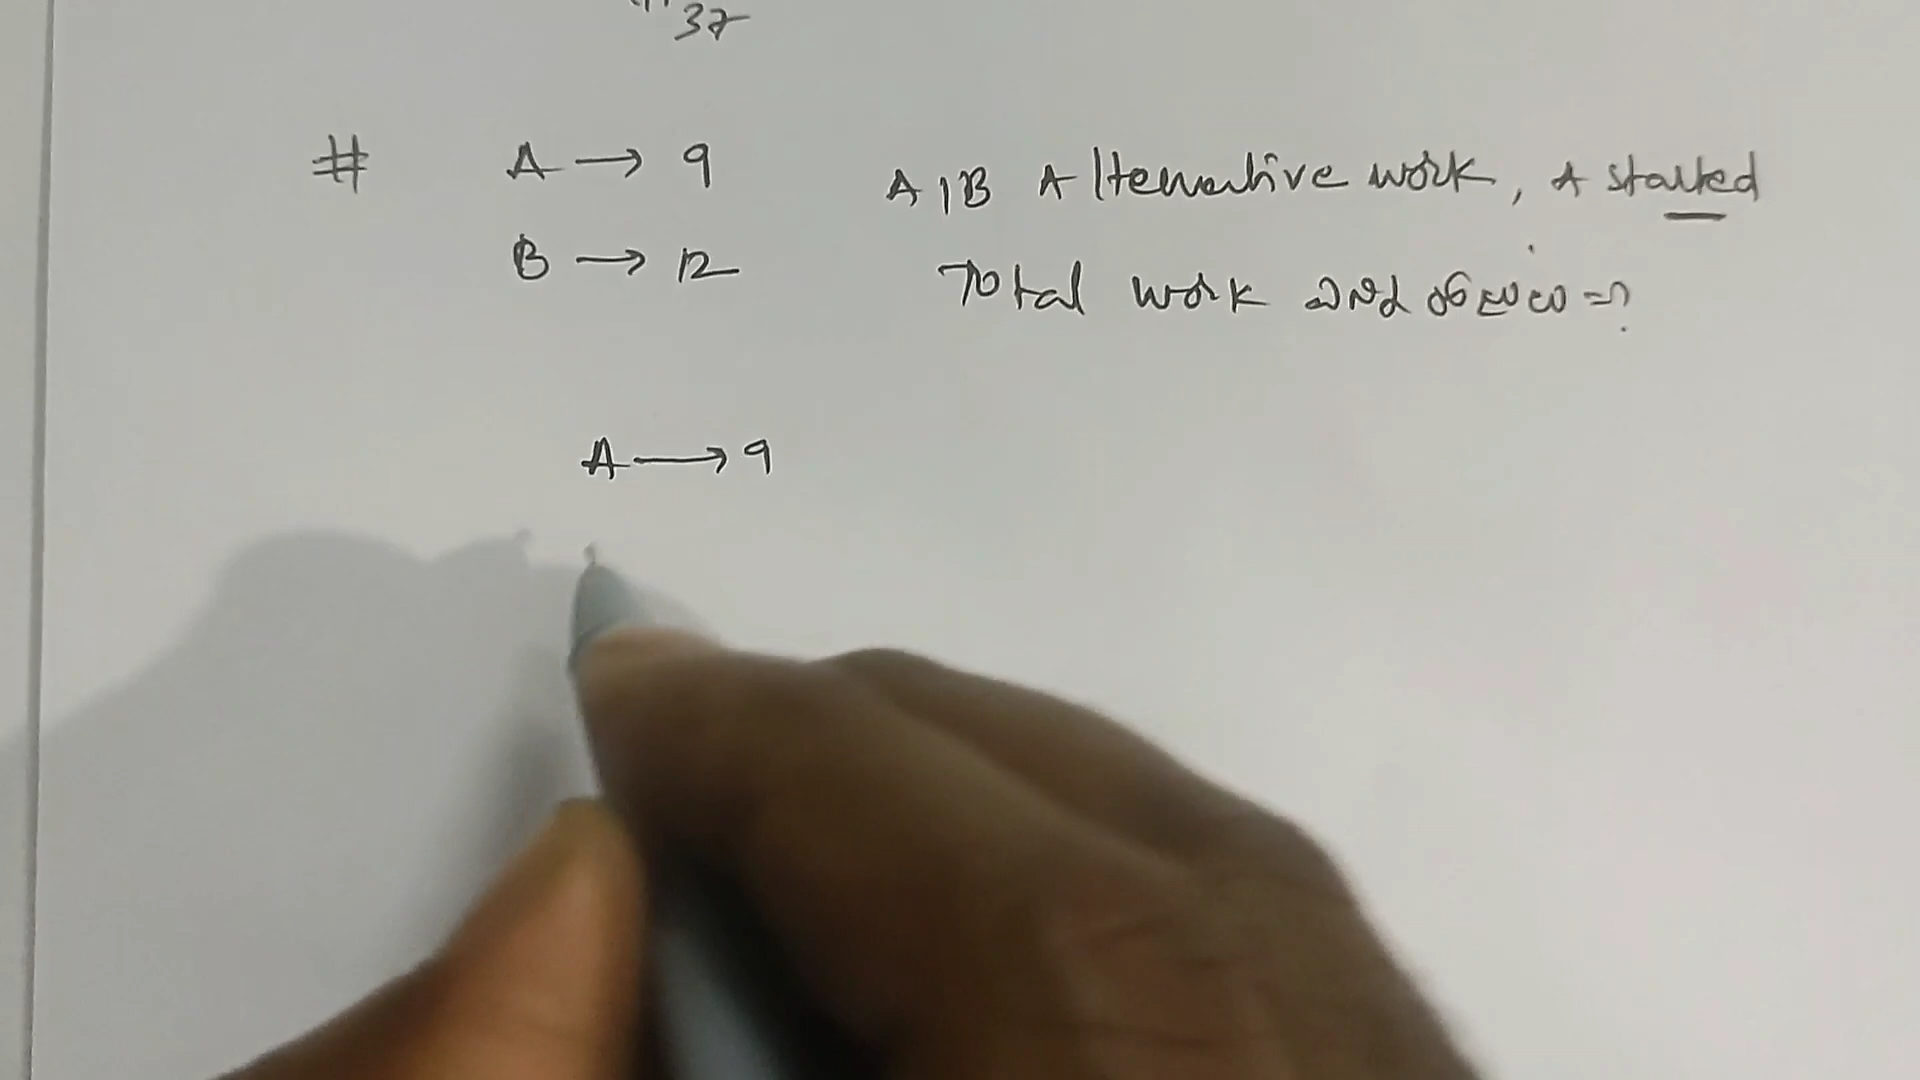 37
# A → 9 A, B Alternative work, A started
B → 12 Total work ఎన్ని రోజులు = ?
A → 9